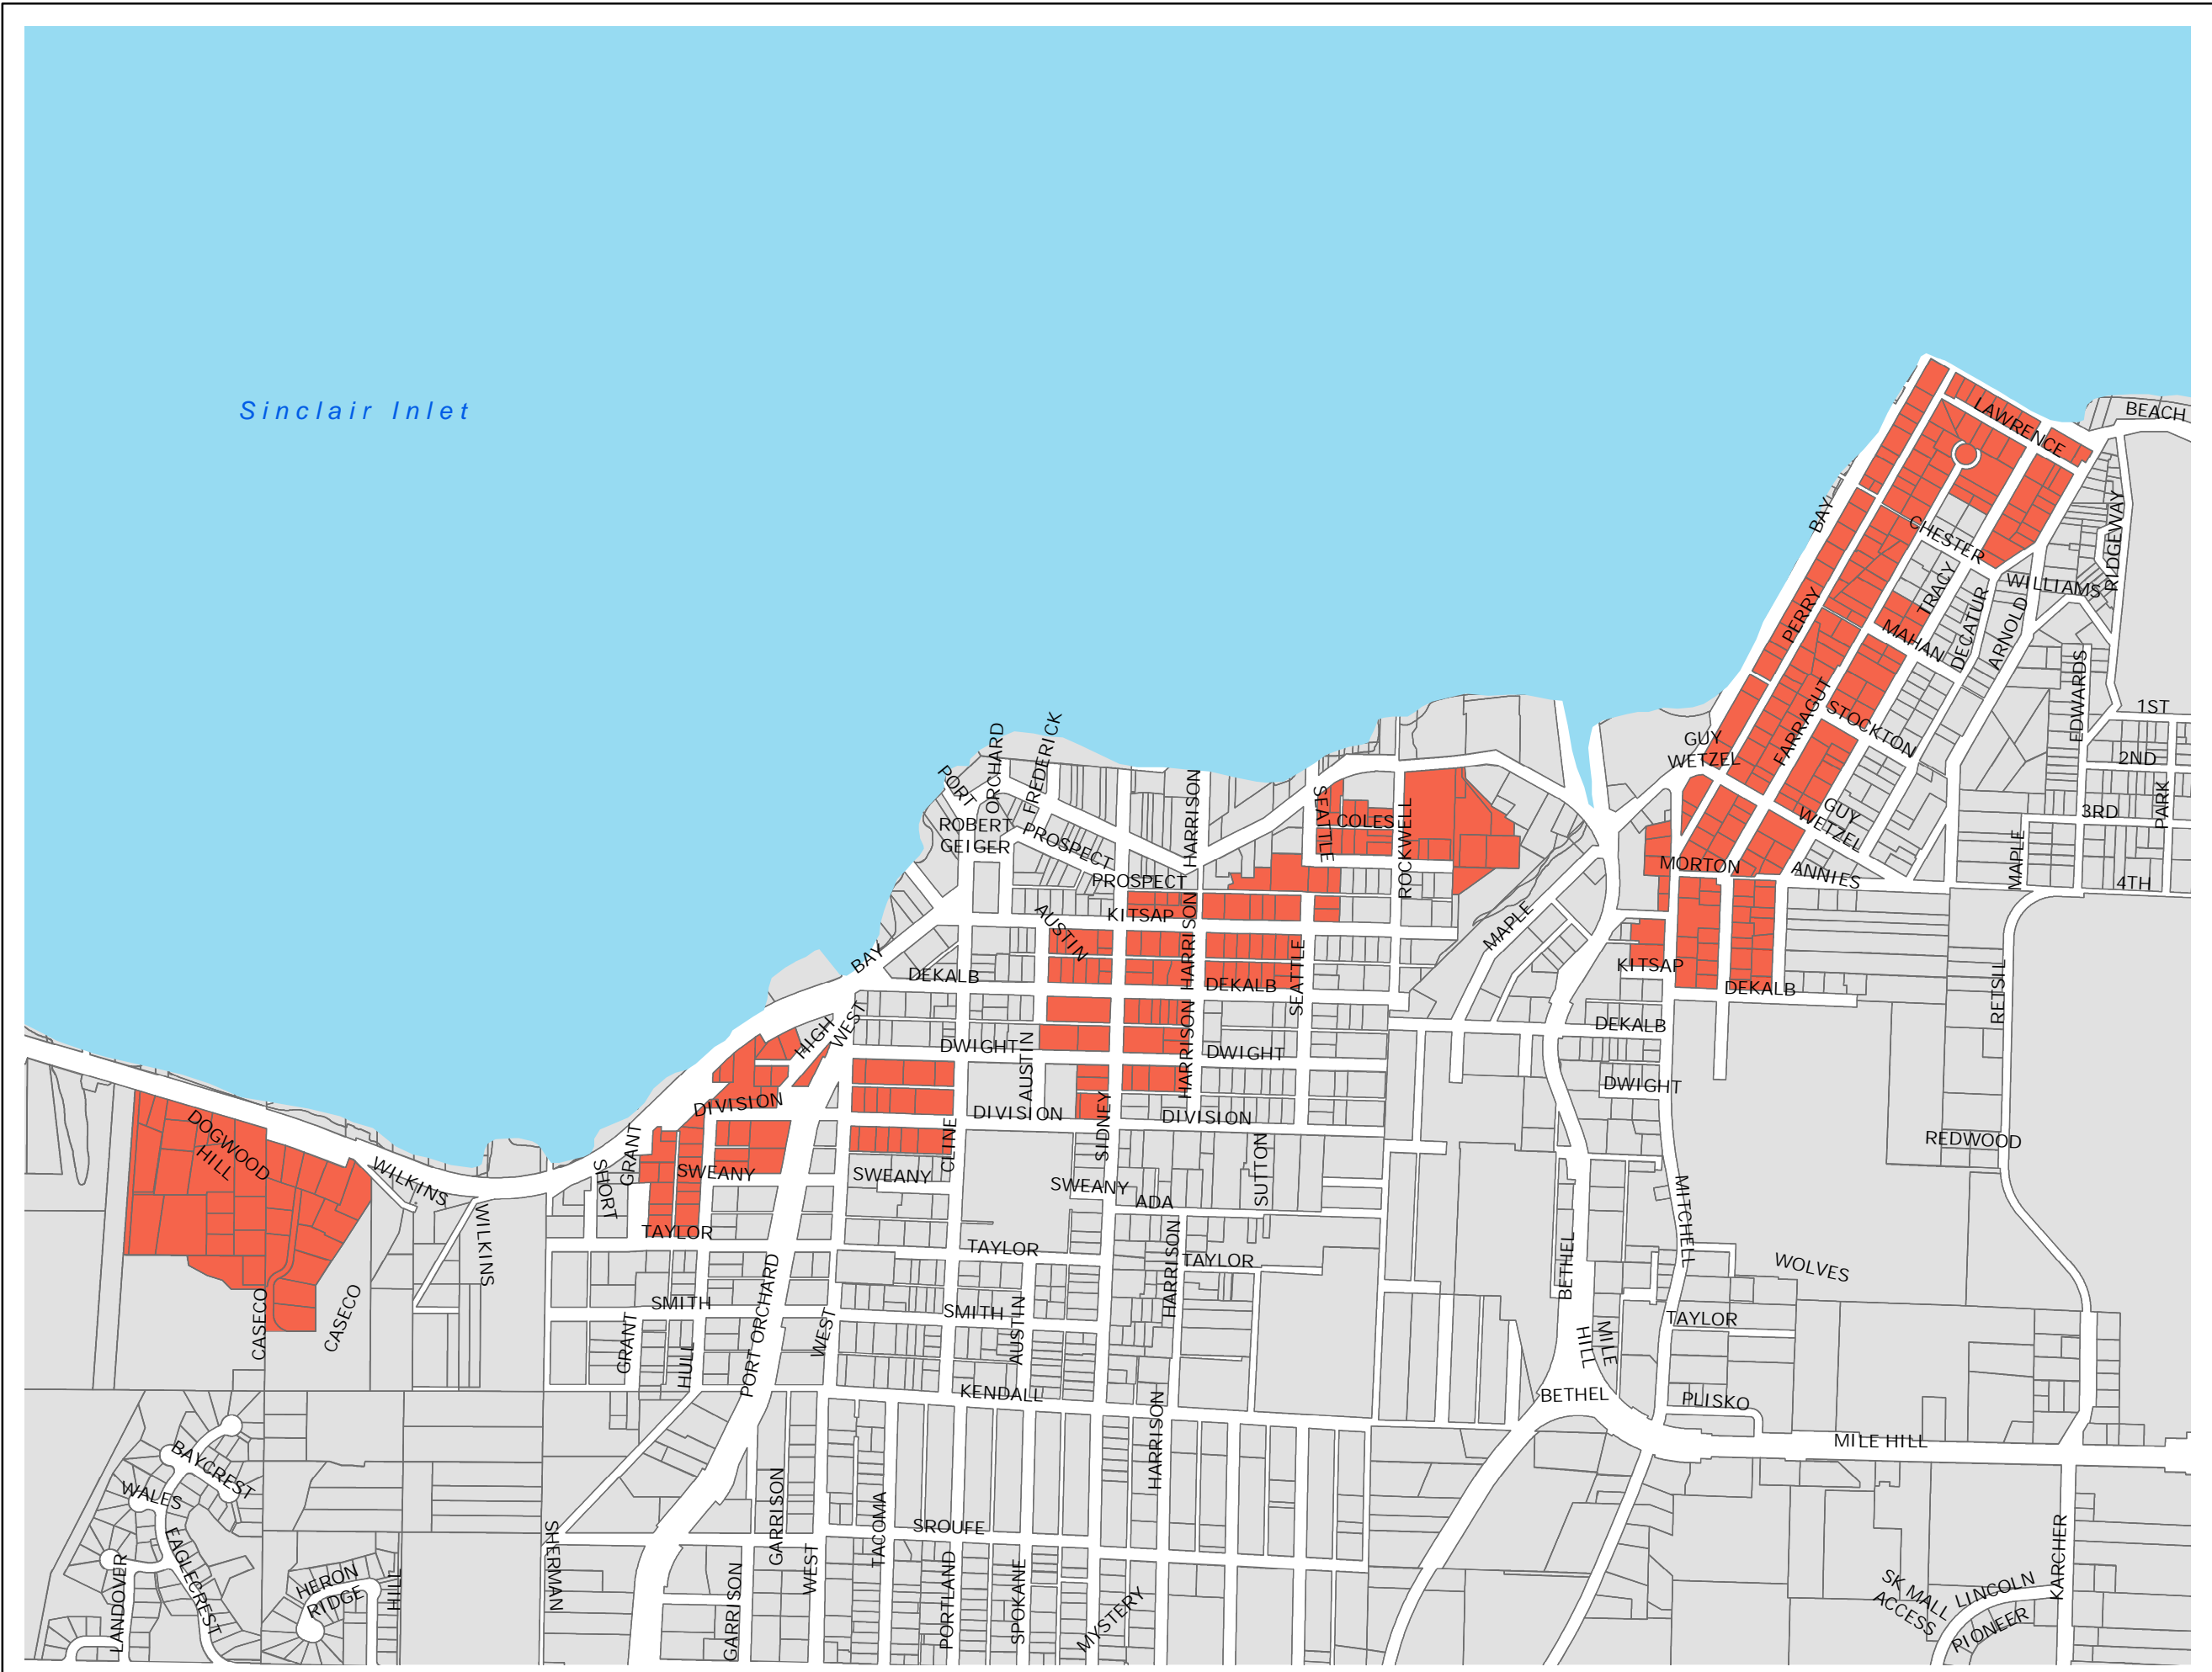 Sinclair Inlet
BEACH
LAWRENCE
BAY
CHESTER
RIDGEWAY
WILLIAMS
TRACY
DECATUR
ARNOLD
PERRY
MAHAN
EDWARDS
FARRAGUT
STOCKTON
1ST
2ND
3RD
PARK
4TH
MAPLE
GUY
WETZEL
GUY
WETZEL
MORTON
ANNIES
PORT
ORCHARD
FREDERICK
ROBERT
GEIGER
PROSPECT
PROSPECT
HARRISON
SEATTLE
COLES
ROCKWELL
KITSAP
AUSTIN
HARRISON
MAPLE
BAY
DEKALB
DEKALB
SEATTLE
KITSAP
DEKALB
DEKALB
RETSIL
HIGH
WEST
DWIGHT
AUSTIN
HARRISON
DWIGHT
DWIGHT
DIVISION
DIVISION
DIVISION
SIDNEY
CLINE
REDWOOD
DOGWOOD
HILL
WILKINS
WILKINS
SHORT
GRANT
SWEANY
SWEANY
SWEANY
ADA
SUTTON
MITCHELL
TAYLOR
TAYLOR
TAYLOR
HARRISON
BETHEL
WOLVES
CASECO
CASECO
SMITH
SMITH
TAYLOR
GRANT
HULL
PORT ORCHARD
WEST
AUSTIN
MILE
HILL
KENDALL
BETHEL
PLISKO
MILE HILL
HARRISON
BAYCREST
WALES
EAGLECREST
LANDOVER
HERON
RIDGE
HILL
SHERMAN
GARRISON
GARRISON
WEST
TACOMA
SROUFE
PORTLAND
SPOKANE
MYSTERY
SK MALL
ACCESS
LINCOLN
PIONEER
KARCHER